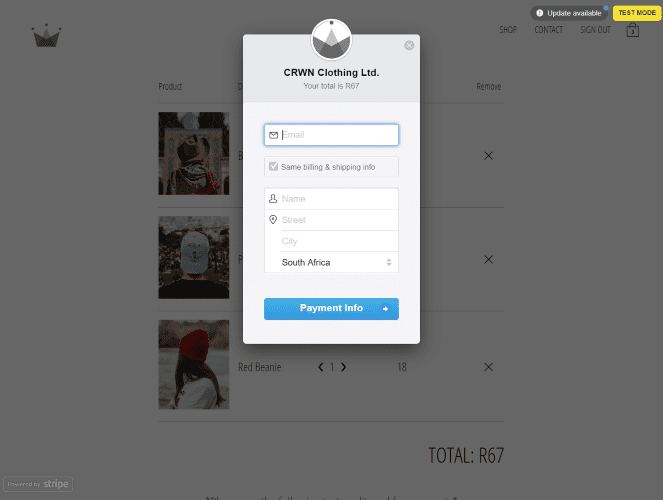 Update available
TEST MODE
SHOP
CONTACT
SIGN OUT
3
CRWN Clothing Ltd.
Your total is R67
Product
Remove
Email
Same billing & shipping info
Name
Street
City
South Africa
Payment Info
Red Beanie
1
18
TOTAL: R67
Powered by stripe